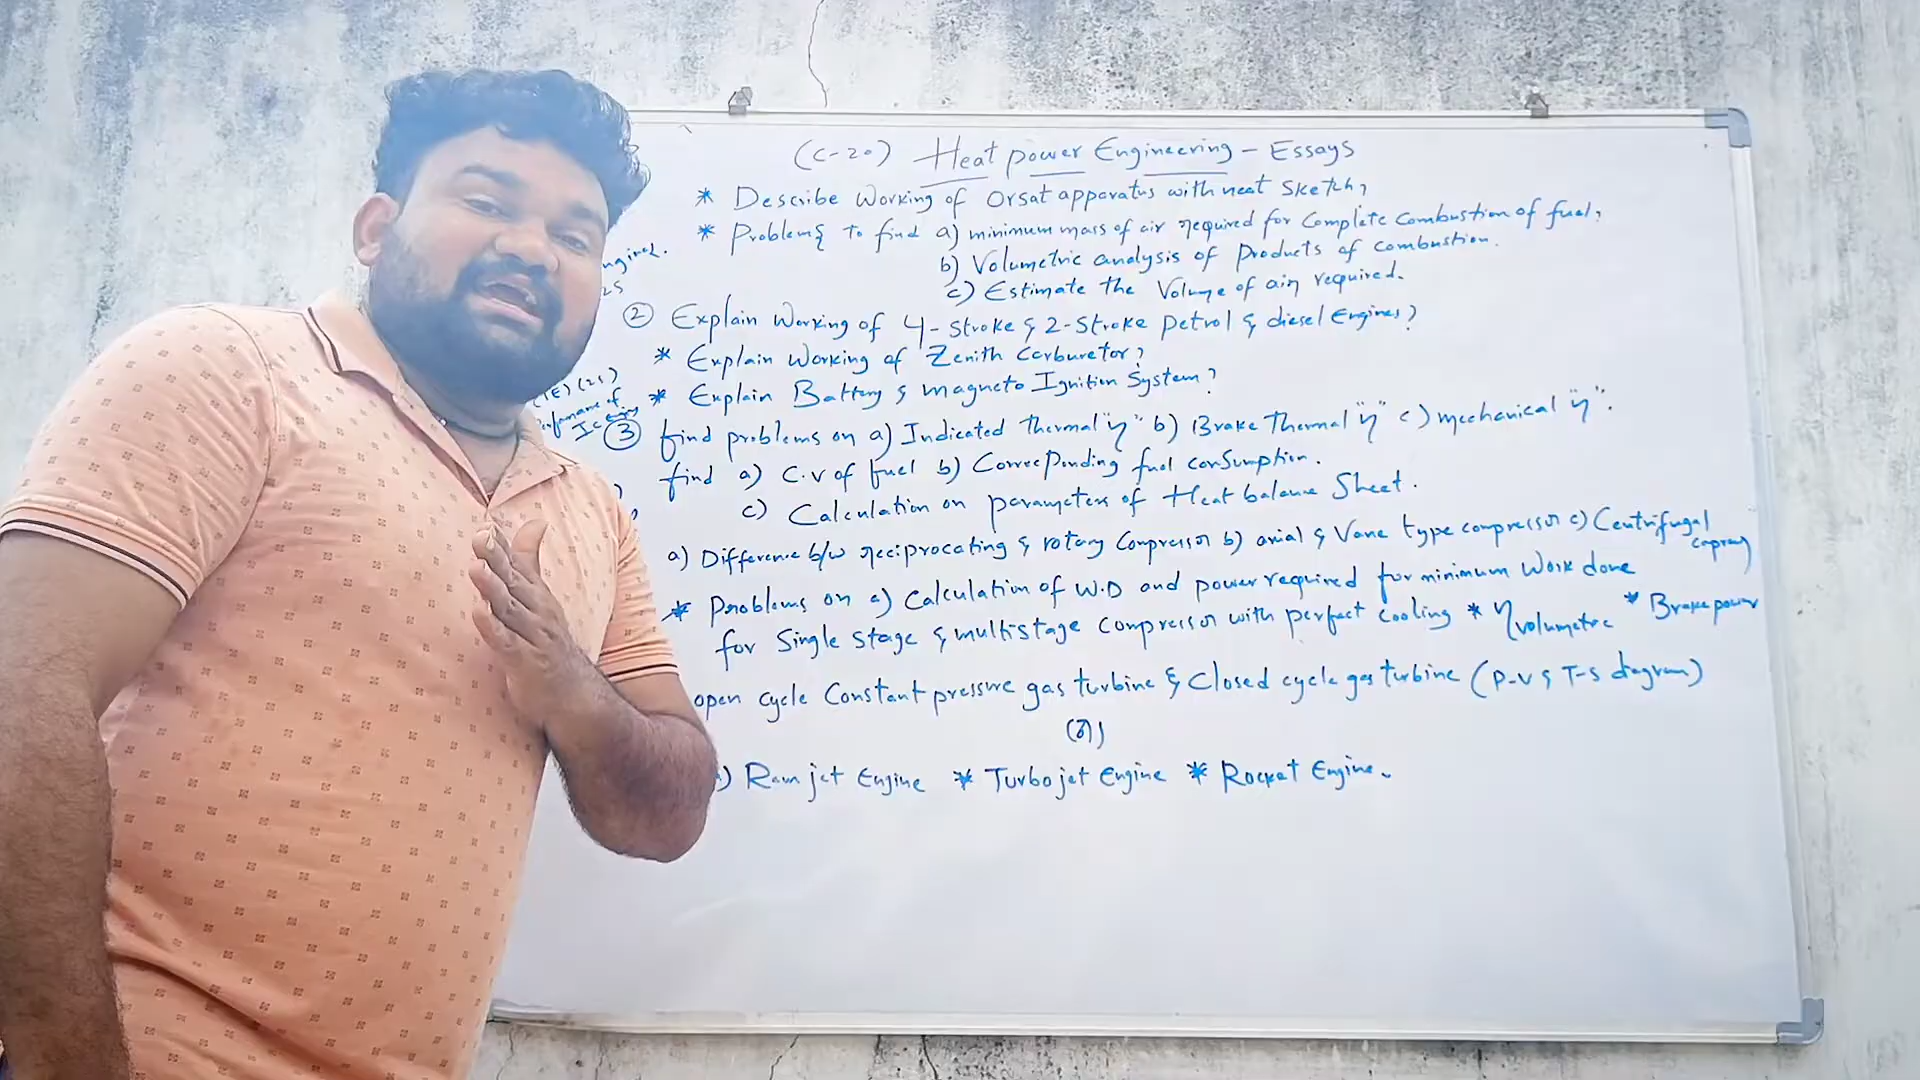 (C-20) Heat power Engineering - Essays
* Describe Working of Orsat apparatus with neat Sketch?
* Problems to find a) minimum mass of air required for Complete Combustion of fuel?
b) Volumetric analysis of Products of Combustion.
c) Estimate the Volume of air required.
② Explain Working of 4-Stroke & 2-Stroke Petrol & diesel Engines?
* Explain Working of Zenith Carburetor?
* Explain Battery & magneto Ignition System?
③ find problems on a) Indicated Thermal "η" b) Brake Thermal "η" c) mechanical "η".
find a) C.V of fuel b) Corresponding fuel consumption.
c) Calculation on parameters of Heat balance Sheet.
a) Difference b/w reciprocating & rotary Compressor b) axial & Vane type compressor c) Centrifugal
* Problems on a) Calculation of W.D and power required for minimum Work done
for Single Stage & multistage Compressor with perfect cooling * η volumetric * Brake power
open cycle Constant pressure gas turbine & Closed cycle gas turbine (P-V & T-S diagram)
(or)
) Ram jet Engine * Turbojet Engine * Rocket Engine.